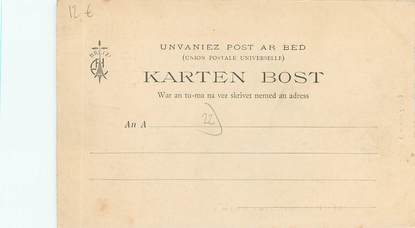 12 €
BREIZ
UNVANIEZ POST AR BED
(UNION POSTALE UNIVERSELLE)
KARTEN BOST
War an tu-ma na vez skrivet nemed an adress
An A
22